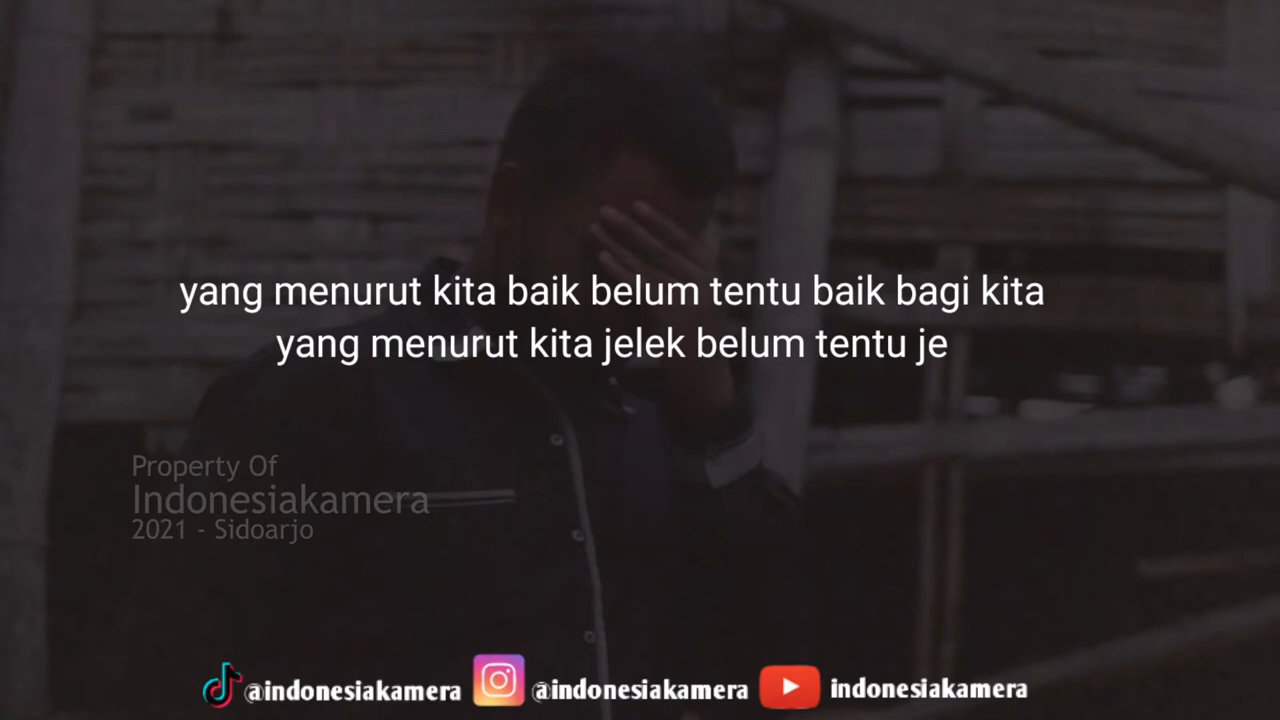 yang menurut kita baik belum tentu baik bagi kita
yang menurut kita jelek belum tentu je
Property Of
Indonesiakamera
2021 - Sidoarjo
@indonesiakamera @indonesiakamera indonesiakamera